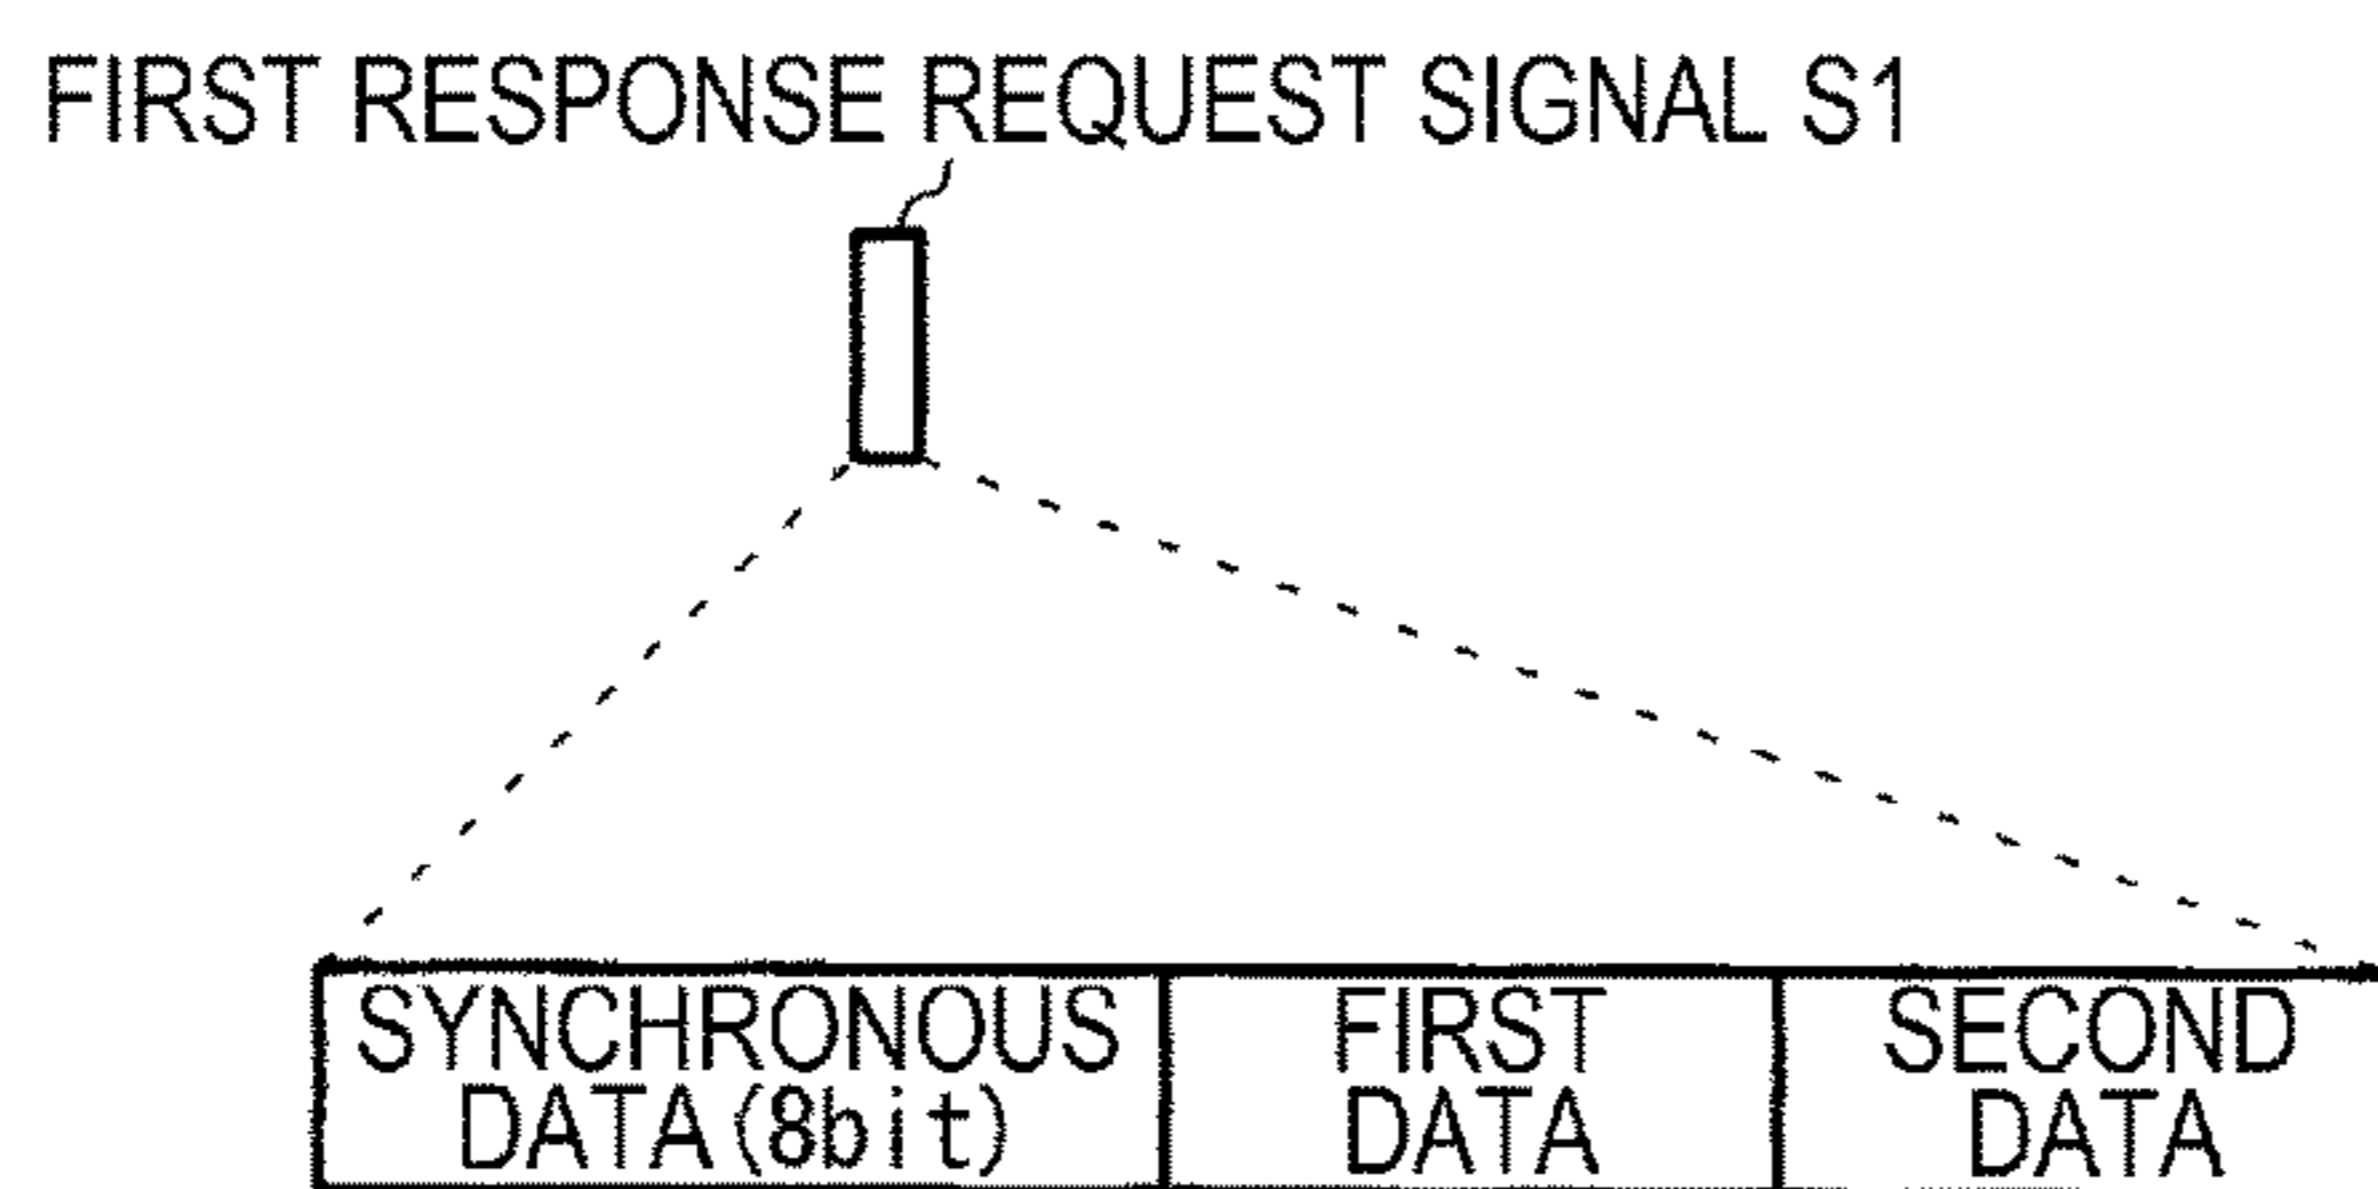 FIRST RESPONSE REQUEST SIGNAL S1
SYNCHRONOUS
DATA(8bit)
FIRST
DATA
SECOND
DATA